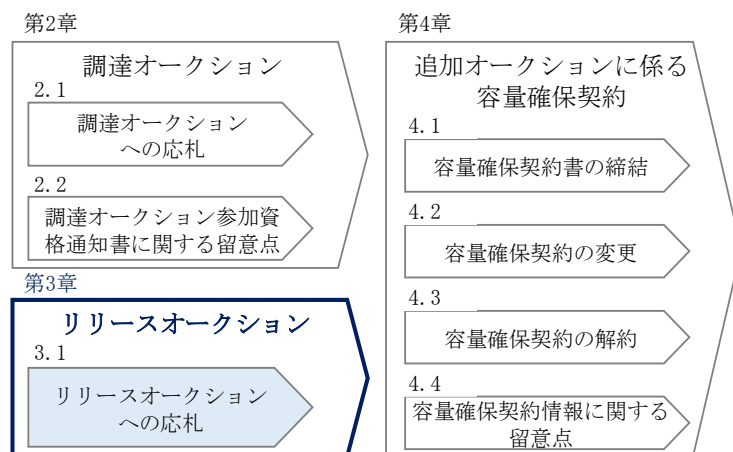 第2章
調達オークション
2.1
調達オークション
への応札
2.2
調達オークション参加資
格通知書に関する留意点
第3章
リリースオークション
3.1
リリースオークション
への応札
第4章
追加オークションに係る
容量確保契約
4.1
容量確保契約書の締結
4.2
容量確保契約の変更
4.3
容量確保契約の解約
4.4
容量確保契約情報に関する
留意点